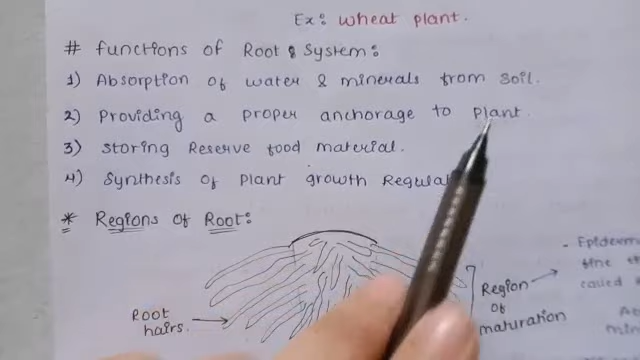 Ex: wheat plant.
# Functions of Root & System:
1) Absorption of water & minerals from soil.
2) Providing a proper anchorage to plant.
3) Storing Reserve food material.
4) Synthesis of plant growth
* Regions of Root:
Root hairs.
Region of maturation